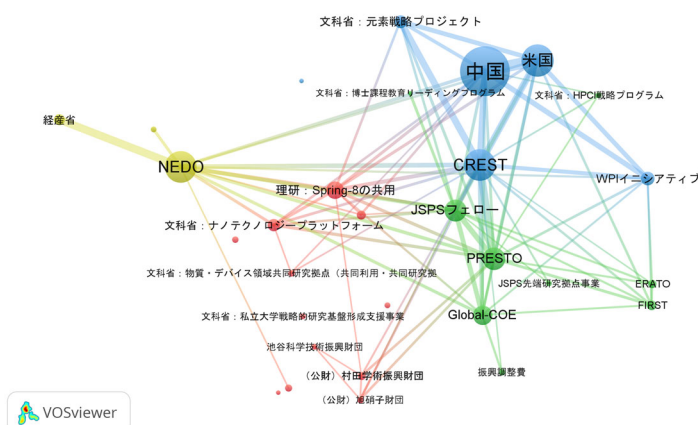 文科省：元素戦略プロジェクト
米国
中国
文科省：博士課程教育リーディングプログラム
文科省：HPCI戦略プログラム
経産省
NEDO
CREST
WPIイニシアティブ
理研：Spring-8の共用
JSPSフェロー
文科省：ナノテクノロジープラットフォーム
PRESTO
文科省：物質・デバイス領域共同研究拠点（共同利用・共同研究拠
JSPS先端研究拠点事業
ERATO
FIRST
文科省：私立大学戦略的研究基盤形成支援事業
Global-COE
池谷科学技術振興財団
（公財）村田学術振興財団
振興調整費
（公財）旭硝子財団
VOSviewer